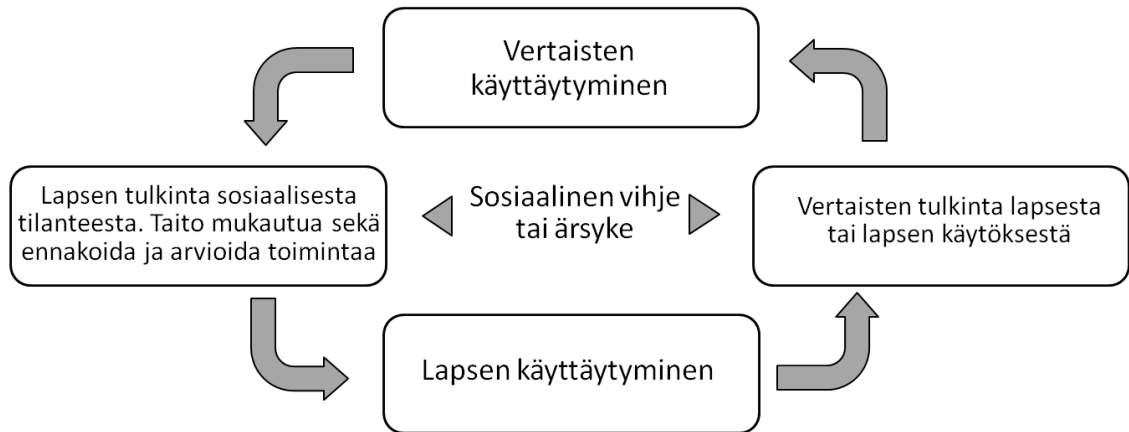 Vertaisten
käyttäytyminen
Lapsen tulkinta sosiaalisesta
tilanteesta. Taito mukautua sekä
ennakoida ja arvioida toimintaa
Sosiaalinen vihje
tai ärsyke
Vertaisten tulkinta lapsesta
tai lapsen käytöksestä
Lapsen käyttäytyminen